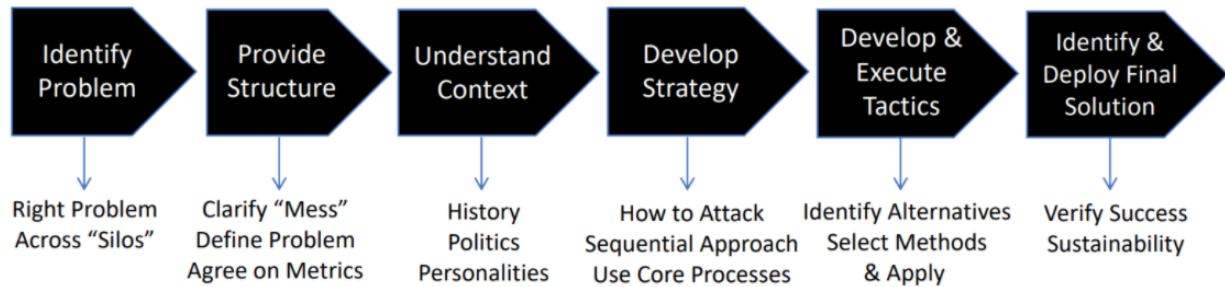 Identify
Problem
Provide
Structure
Understand
Context
Develop
Strategy
Develop &
Execute
Tactics
Identify &
Deploy Final
Solution
Right Problem
Across “Silos”
Clarify “Mess”
Define Problem
Agree on Metrics
History
Politics
Personalities
How to Attack
Sequential Approach
Use Core Processes
Identify Alternatives
Select Methods
& Apply
Verify Success
Sustainability